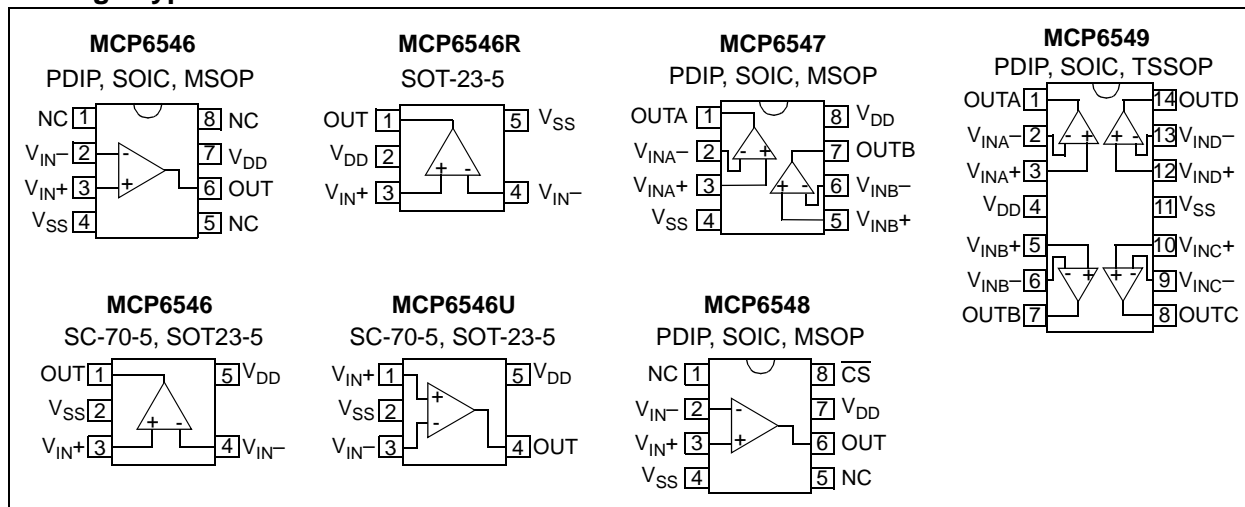 MCP6546
PDIP, SOIC, MSOP
NC 1
8 NC
VIN– 2
7 VDD
VIN+ 3
6 OUT
VSS 4
5 NC
- +
MCP6546R
SOT-23-5
OUT 1
5 VSS
VDD 2
VIN+ 3
4 VIN–
+ -
MCP6547
PDIP, SOIC, MSOP
OUTA 1
8 VDD
VINA– 2
7 OUTB
VINA+ 3
6 VINB–
VSS 4
5 VINB+
- +
+ -
MCP6549
PDIP, SOIC, TSSOP
OUTA 1
14 OUTD
VINA– 2
13 VIND–
VINA+ 3
12 VIND+
VDD 4
11 VSS
VINB+ 5
10 VINC+
VINB– 6
9 VINC–
OUTB 7
8 OUTC
- +
+ -
- +
+ -
MCP6546
SC-70-5, SOT23-5
OUT 1
5 VDD
VSS 2
VIN+ 3
4 VIN–
+ -
MCP6546U
SC-70-5, SOT-23-5
VIN+ 1
5 VDD
VSS 2
VIN– 3
4 OUT
+ -
MCP6548
PDIP, SOIC, MSOP
NC 1
8 CS
VIN– 2
7 VDD
VIN+ 3
6 OUT
VSS 4
5 NC
- +